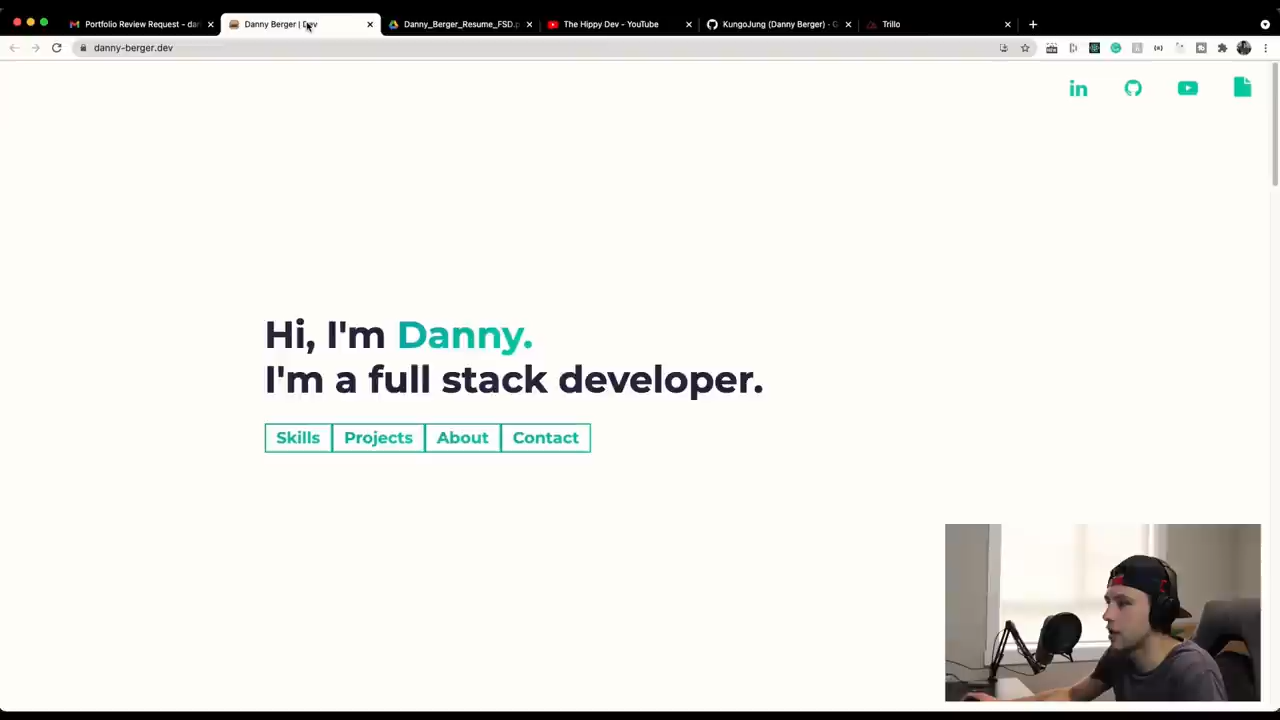 Portfolio Review Request - dan
Danny Berger | Dev
Danny_Berger_Resume_FSD.p
The Hippy Dev - YouTube
KungoJung (Danny Berger) - G
Trillo
danny-berger.dev
in
Hi, I'm Danny.
I'm a full stack developer.
Skills
Projects
About
Contact